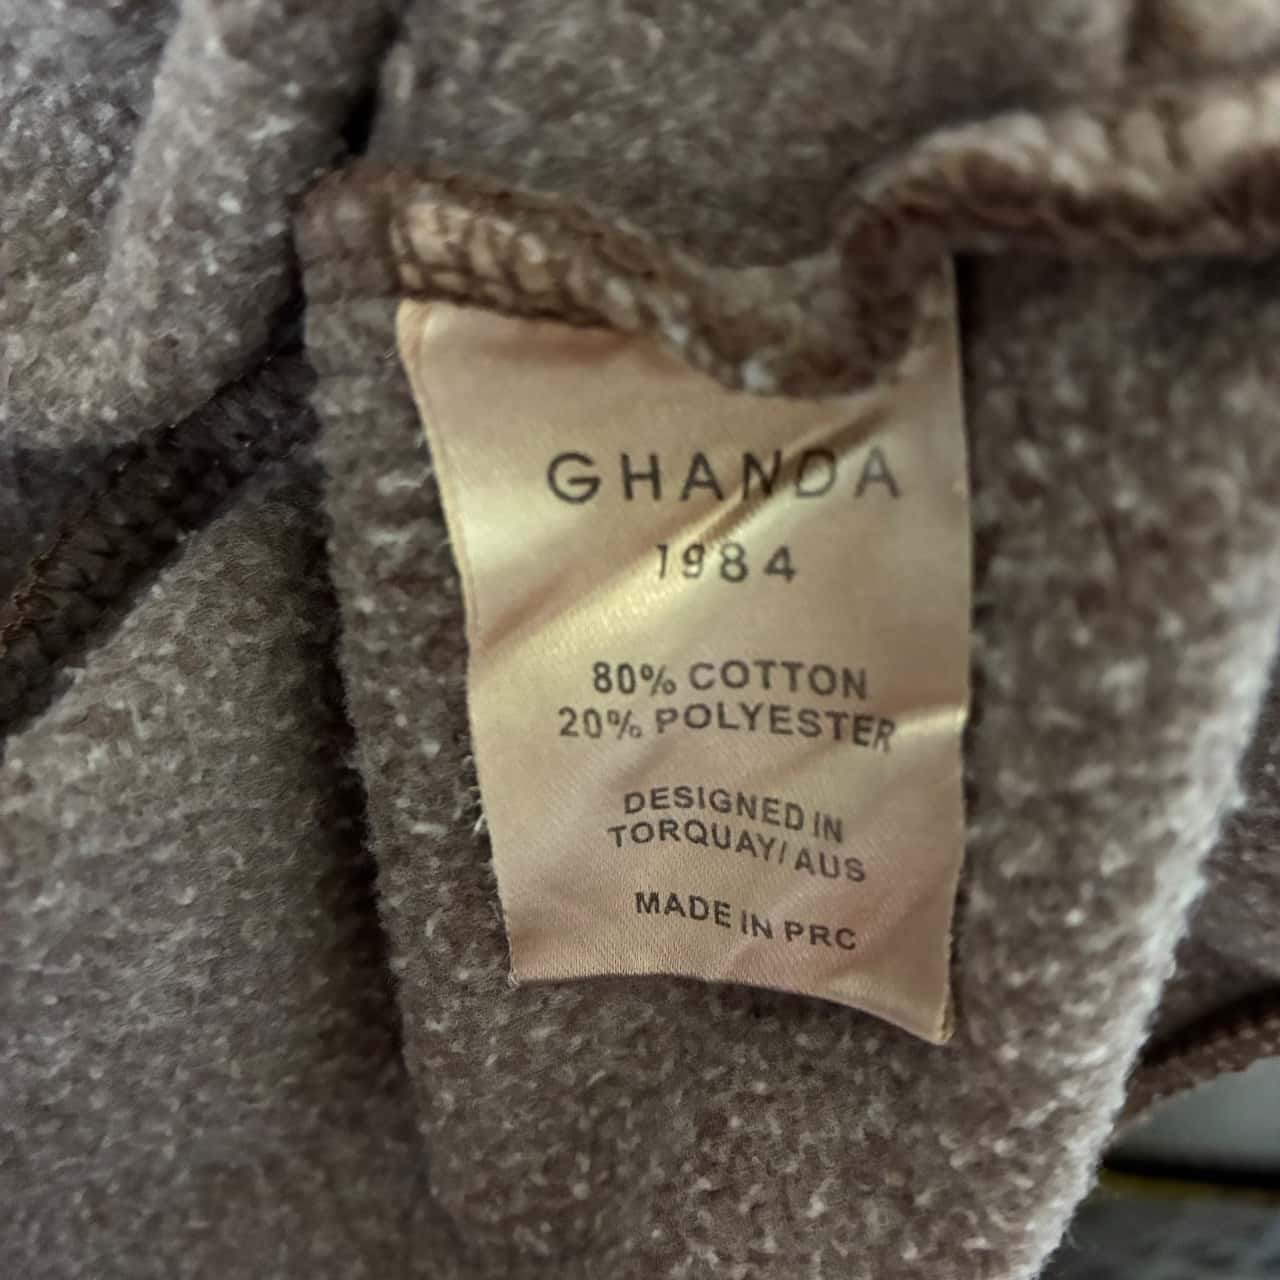 GHANDA
1984
80% COTTON
20% POLYESTER
DESIGNED IN
TORQUAY/ AUS
MADE IN PRC